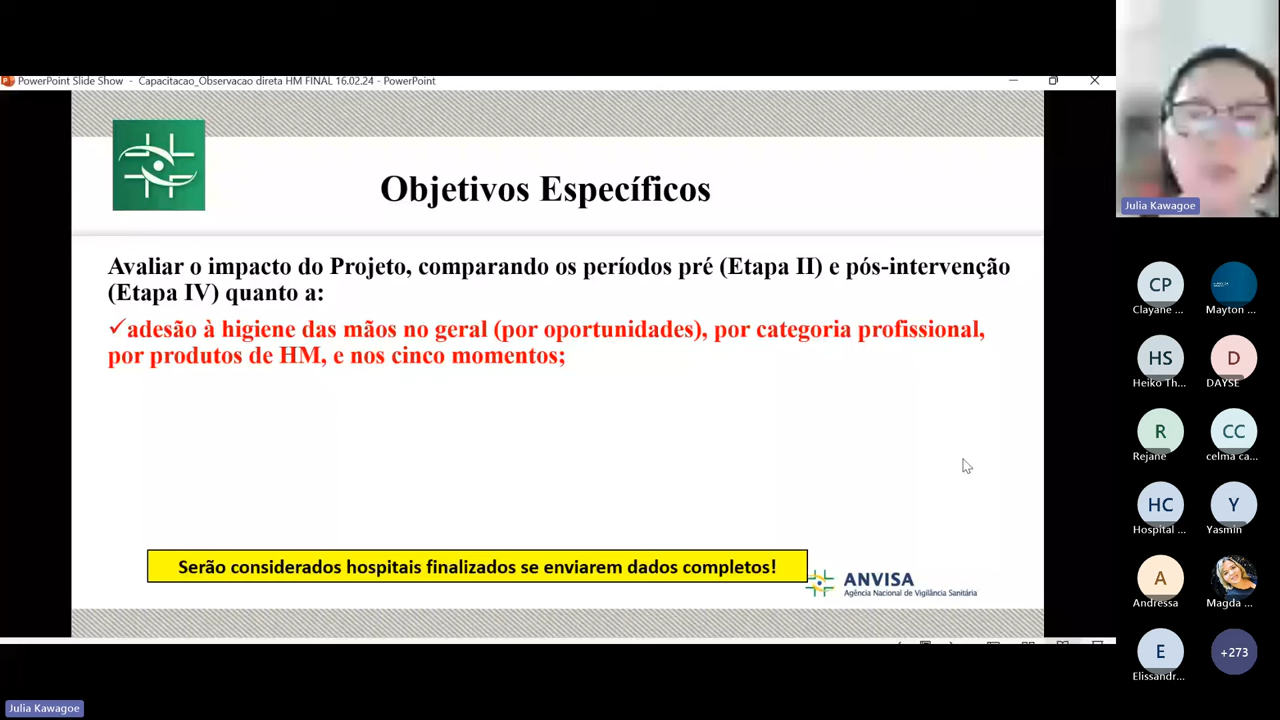 PowerPoint Slide Show - Capacitacao_Observacao direta HM FINAL 16.02.24 - PowerPoint
Objetivos Específicos
Avaliar o impacto do Projeto, comparando os períodos pré (Etapa II) e pós-intervenção
(Etapa IV) quanto a:
✓adesão à higiene das mãos no geral (por oportunidades), por categoria profissional,
por produtos de HM, e nos cinco momentos;
Serão considerados hospitais finalizados se enviarem dados completos!
ANVISA
Agência Nacional de Vigilância Sanitária
Julia Kawagoe
CP
Clayane ...
Mayton ...
HS
Heiko Th...
D
DAYSE
R
Rejane
CC
celma ca...
HC
Hospital ...
Y
Yasmin
A
Andressa
Magda ...
E
Elissandr...
+273
Julia Kawagoe